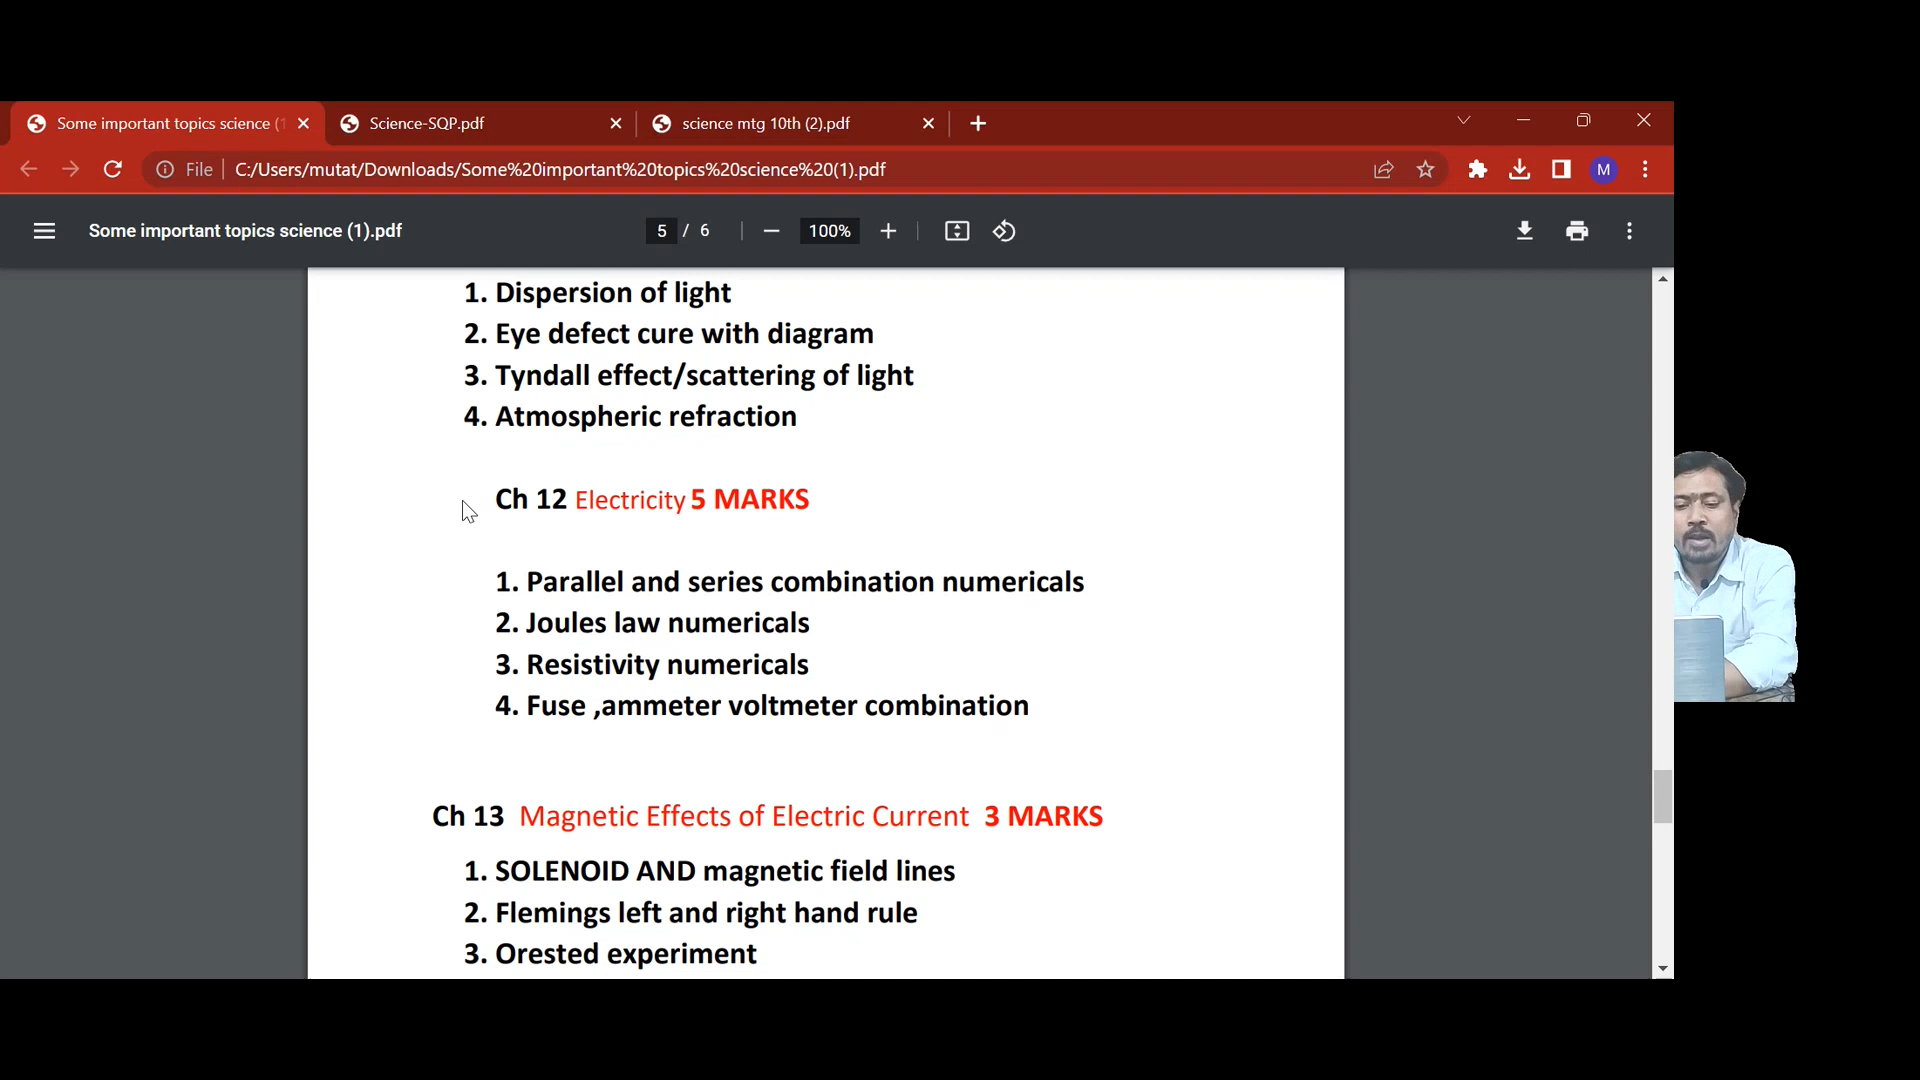 Some important topics science (1
Science-SQP.pdf
science mtg 10th (2).pdf
File
C:/Users/mutat/Downloads/Some%20important%20topics%20science%20(1).pdf
M
Some important topics science (1).pdf
5 / 6
100%
1. Dispersion of light
2. Eye defect cure with diagram
3. Tyndall effect/scattering of light
4. Atmospheric refraction
Ch 12 Electricity 5 MARKS
1. Parallel and series combination numericals
2. Joules law numericals
3. Resistivity numericals
4. Fuse ,ammeter voltmeter combination
Ch 13 Magnetic Effects of Electric Current 3 MARKS
1. SOLENOID AND magnetic field lines
2. Flemings left and right hand rule
3. Orested experiment